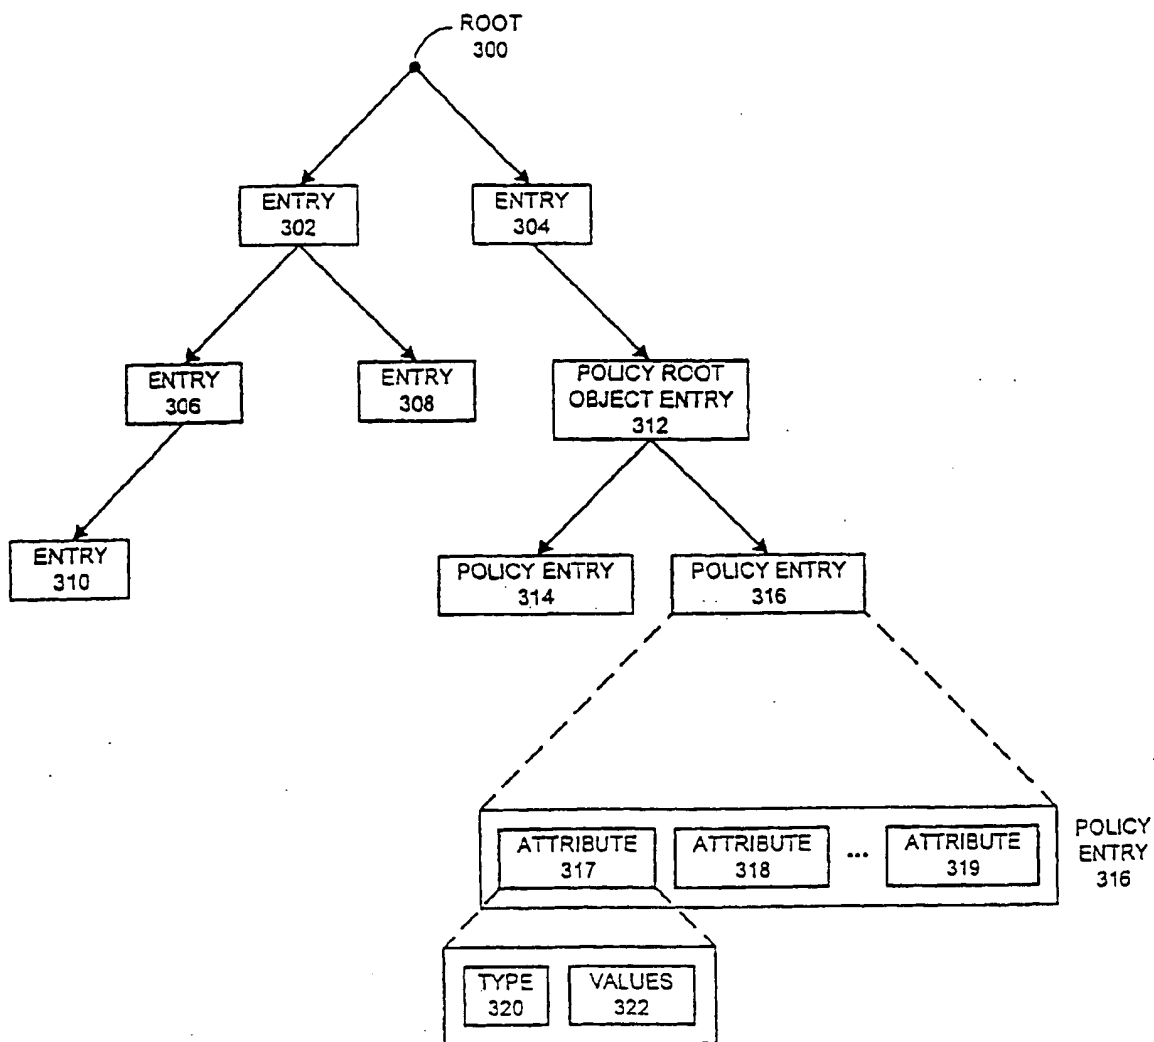 ROOT
300
ENTRY
302
ENTRY
304
ENTRY
306
ENTRY
308
POLICY ROOT
OBJECT ENTRY
312
ENTRY
310
POLICY ENTRY
314
POLICY ENTRY
316
ATTRIBUTE
317
ATTRIBUTE
318
...
ATTRIBUTE
319
POLICY
ENTRY
316
TYPE
320
VALUES
322